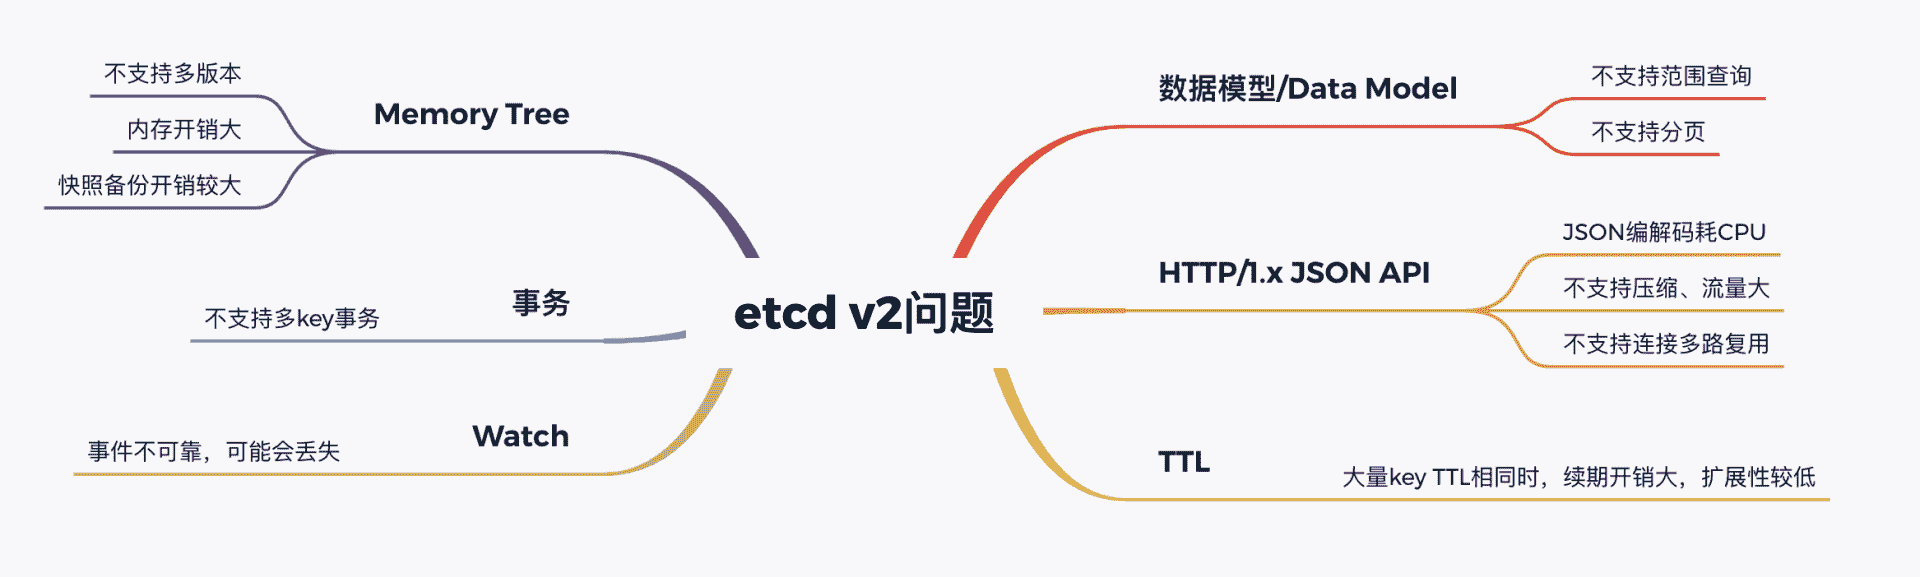 etcd v2问题
数据模型/Data Model
不支持范围查询
不支持分页
HTTP/1.x JSON API
JSON编解码耗CPU
不支持压缩、流量大
不支持连接多路复用
TTL
大量key TTL相同时，续期开销大，扩展性较低
Memory Tree
不支持多版本
内存开销大
快照备份开销较大
事务
不支持多key事务
Watch
事件不可靠，可能会丢失